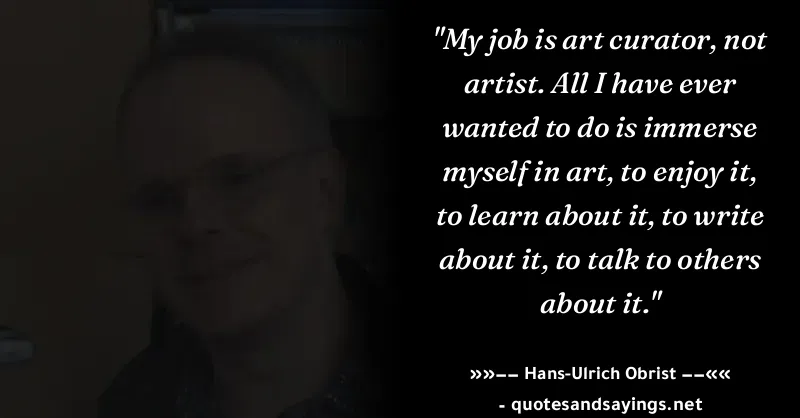 "My job is art curator, not
artist. All I have ever
wanted to do is immerse
myself in art, to enjoy it,
to learn about it, to write
about it, to talk to others
about it."
»»−− Hans-Ulrich Obrist −−««
- quotesandsayings.net